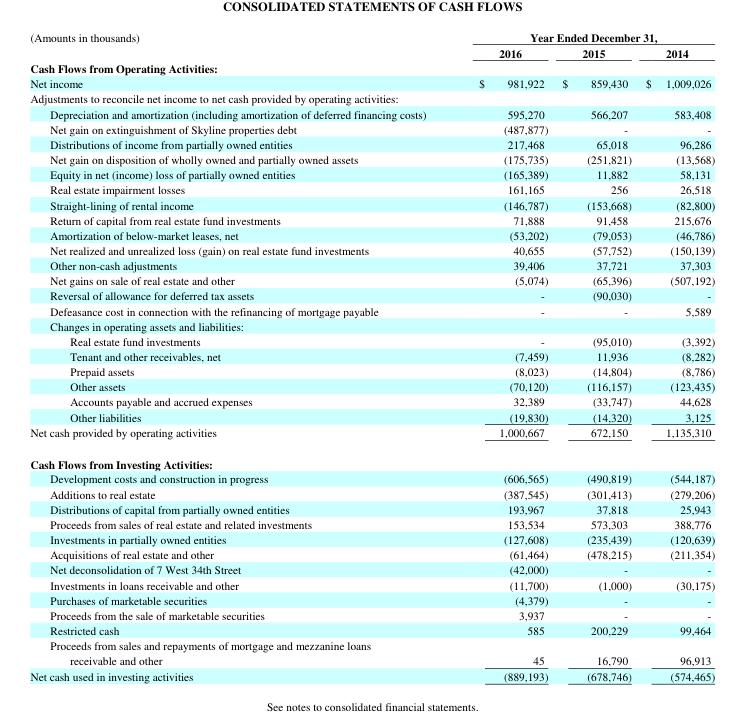 CONSOLIDATED STATEMENTS OF CASH FLOWS
(Amounts in thousands) Year Ended December 31,
2016 2015 2014
Cash Flows from Operating Activities:
Net income $ 981,922 $ 859,430 $ 1,009,026
Adjustments to reconcile net income to net cash provided by operating activities:
Depreciation and amortization (including amortization of deferred financing costs) 595,270 566,207 583,408
Net gain on extinguishment of Skyline properties debt (487,877) - -
Distributions of income from partially owned entities 217,468 65,018 96,286
Net gain on disposition of wholly owned and partially owned assets (175,735) (251,821) (13,568)
Equity in net (income) loss of partially owned entities (165,389) 11,882 58,131
Real estate impairment losses 161,165 256 26,518
Straight-lining of rental income (146,787) (153,668) (82,800)
Return of capital from real estate fund investments 71,888 91,458 215,676
Amortization of below-market leases, net (53,202) (79,053) (46,786)
Net realized and unrealized loss (gain) on real estate fund investments 40,655 (57,752) (150,139)
Other non-cash adjustments 39,406 37,721 37,303
Net gains on sale of real estate and other (5,074) (65,396) (507,192)
Reversal of allowance for deferred tax assets - (90,030) -
Defeasance cost in connection with the refinancing of mortgage payable - - 5,589
Changes in operating assets and liabilities:
Real estate fund investments - (95,010) (3,392)
Tenant and other receivables, net (7,459) 11,936 (8,282)
Prepaid assets (8,023) (14,804) (8,786)
Other assets (70,120) (116,157) (123,435)
Accounts payable and accrued expenses 32,389 (33,747) 44,628
Other liabilities (19,830) (14,320) 3,125
Net cash provided by operating activities 1,000,667 672,150 1,135,310
Cash Flows from Investing Activities:
Development costs and construction in progress (606,565) (490,819) (544,187)
Additions to real estate (387,545) (301,413) (279,206)
Distributions of capital from partially owned entities 193,967 37,818 25,943
Proceeds from sales of real estate and related investments 153,534 573,303 388,776
Investments in partially owned entities (127,608) (235,439) (120,639)
Acquisitions of real estate and other (61,464) (478,215) (211,354)
Net deconsolidation of 7 West 34th Street (42,000) - -
Investments in loans receivable and other (11,700) (1,000) (30,175)
Purchases of marketable securities (4,379) - -
Proceeds from the sale of marketable securities 3,937 - -
Restricted cash 585 200,229 99,464
Proceeds from sales and repayments of mortgage and mezzanine loans
receivable and other 45 16,790 96,913
Net cash used in investing activities (889,193) (678,746) (574,465)
See notes to consolidated financial statements.